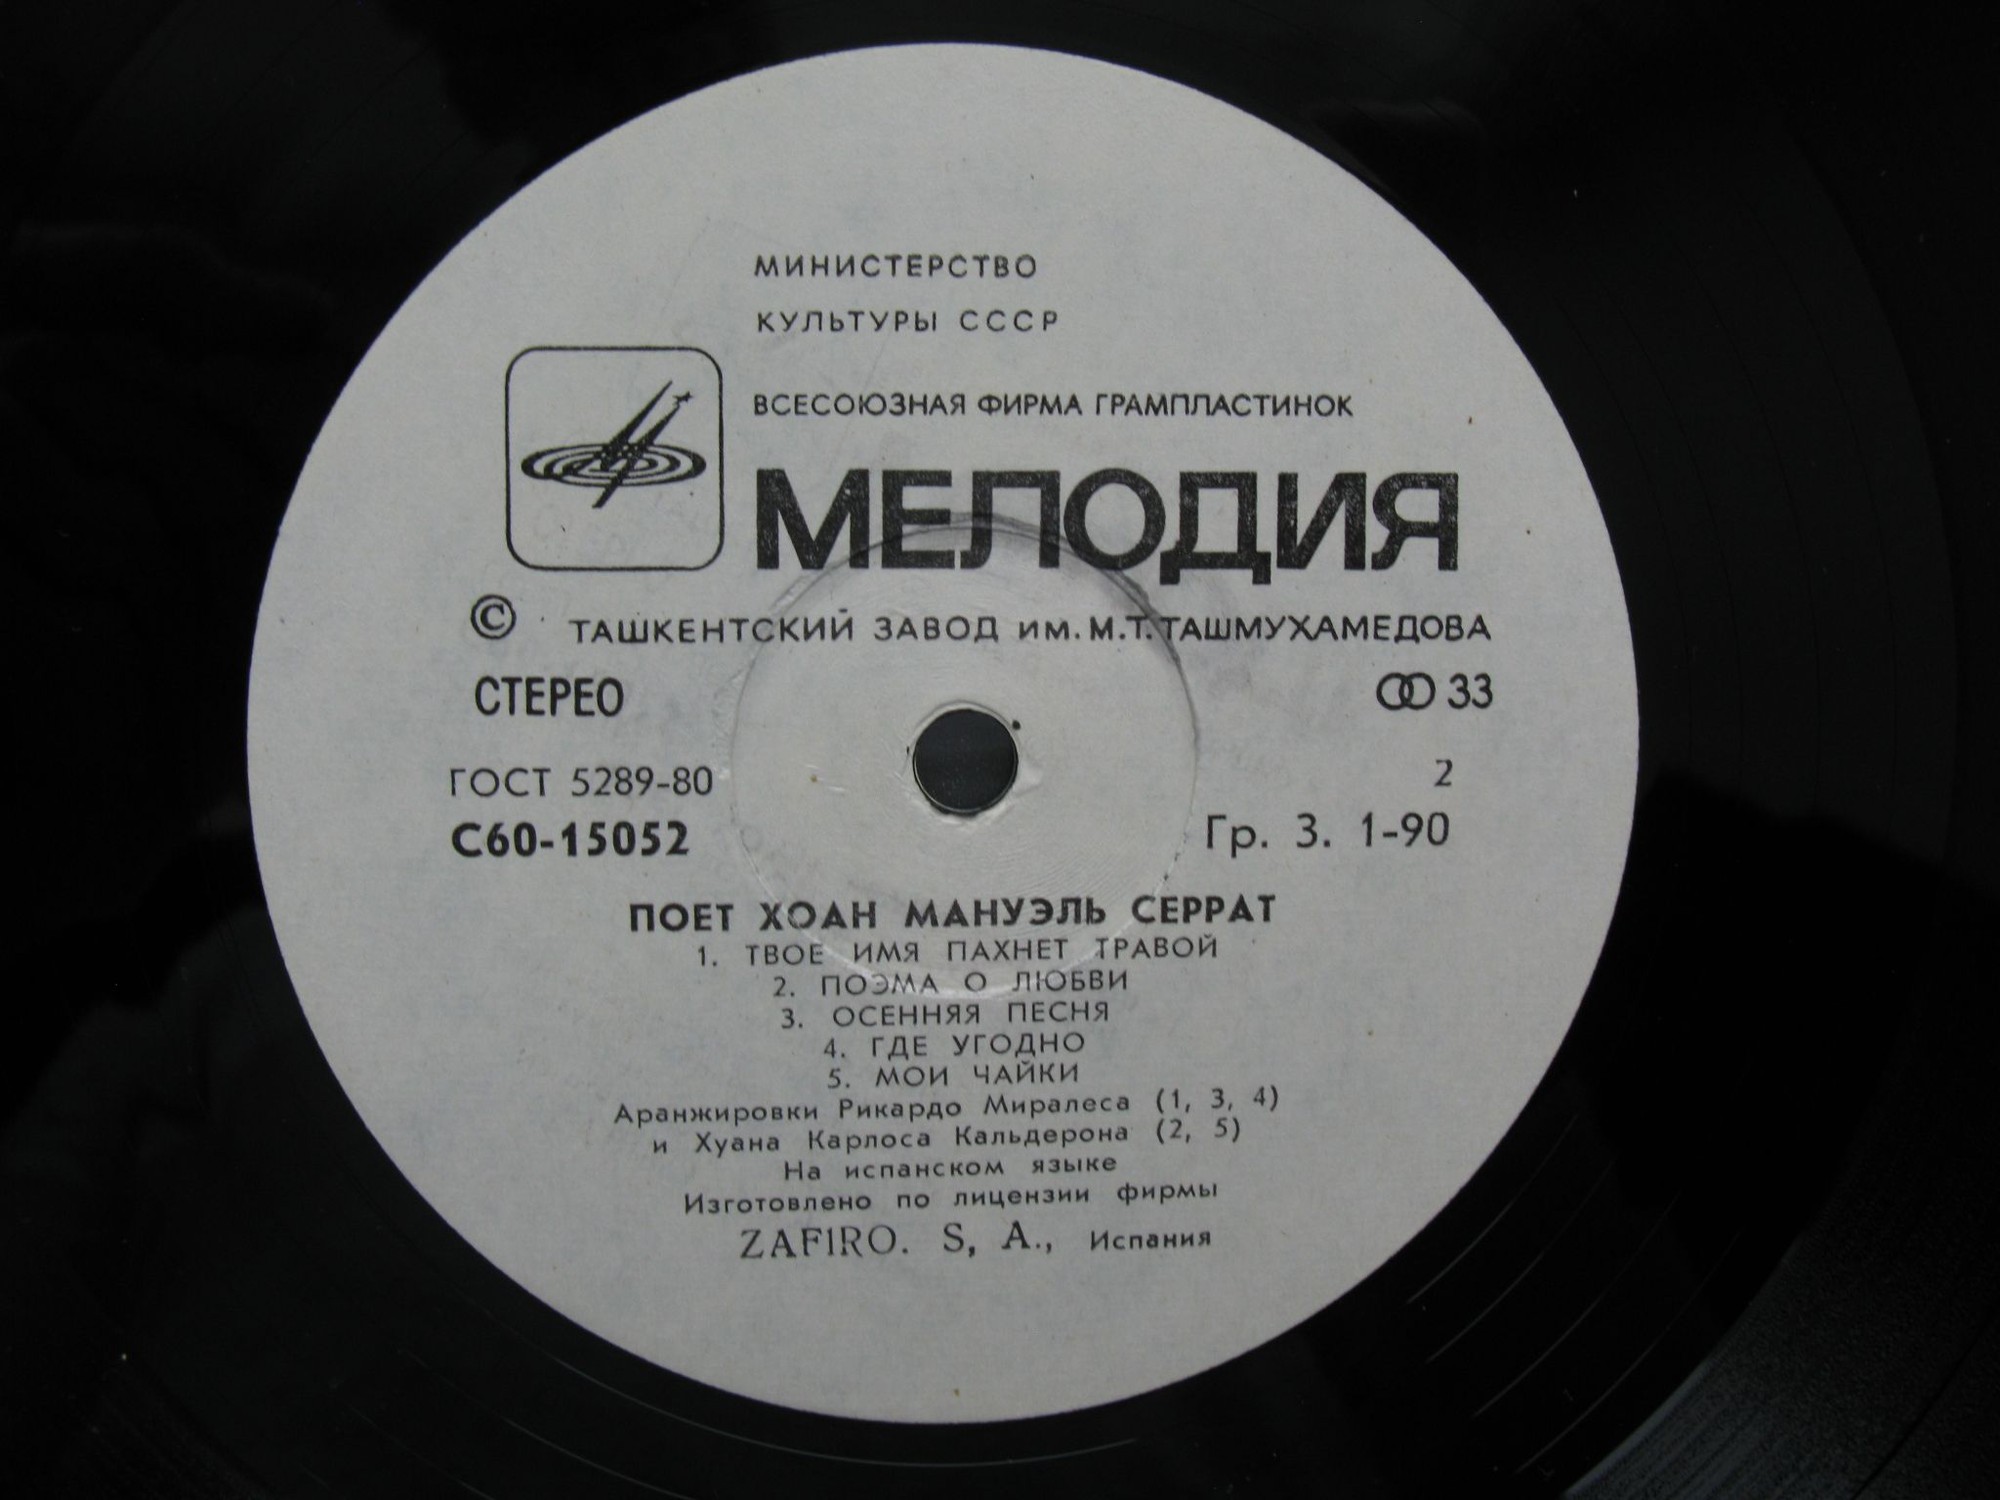 МИНИСТЕРСТВО
КУЛЬТУРЫ СССР
ВСЕСОЮЗНАЯ ФИРМА ГРАМПЛАСТИНОК
МЕЛОДИЯ
© ТАШКЕНТСКИЙ ЗАВОД ИМ. М.Т. ТАШМУХАМЕДОВА
СТЕРЕО 33
ГОСТ 5289-80 2
С60-15052 Гр. 3. 1-90
ПОЕТ ХОАН МАНУЭЛЬ СЕРРАТ
1. ТВОЕ ИМЯ ПАХНЕТ ТРАВОЙ
2. ПОЭМА О ЛЮБВИ
3. ОСЕННЯЯ ПЕСНЯ
4. ГДЕ УГОДНО
5. МОИ ЧАЙКИ
Аранжировки Рикардо Миралеса (1, 3, 4)
и Хуана Карлоса Кальдерона (2, 5)
На испанском языке
Изготовлено по лицензии фирмы
ZAF1RO. S, A., Испания